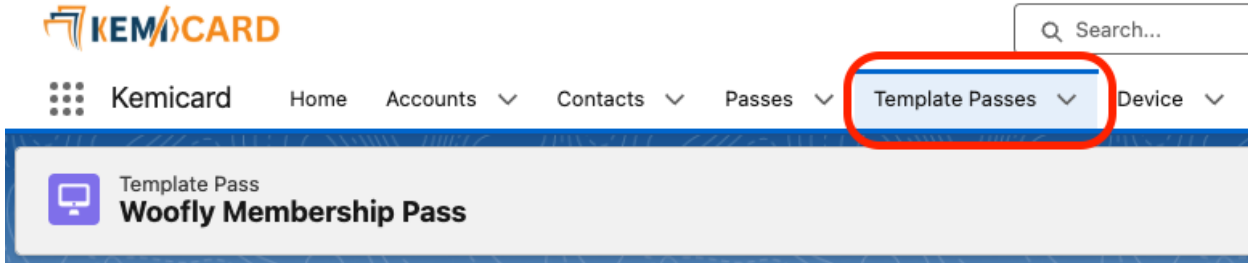 KEMICARD
Search...
Kemicard Home Accounts Contacts Passes Template Passes Device
Template Pass
Woofly Membership Pass